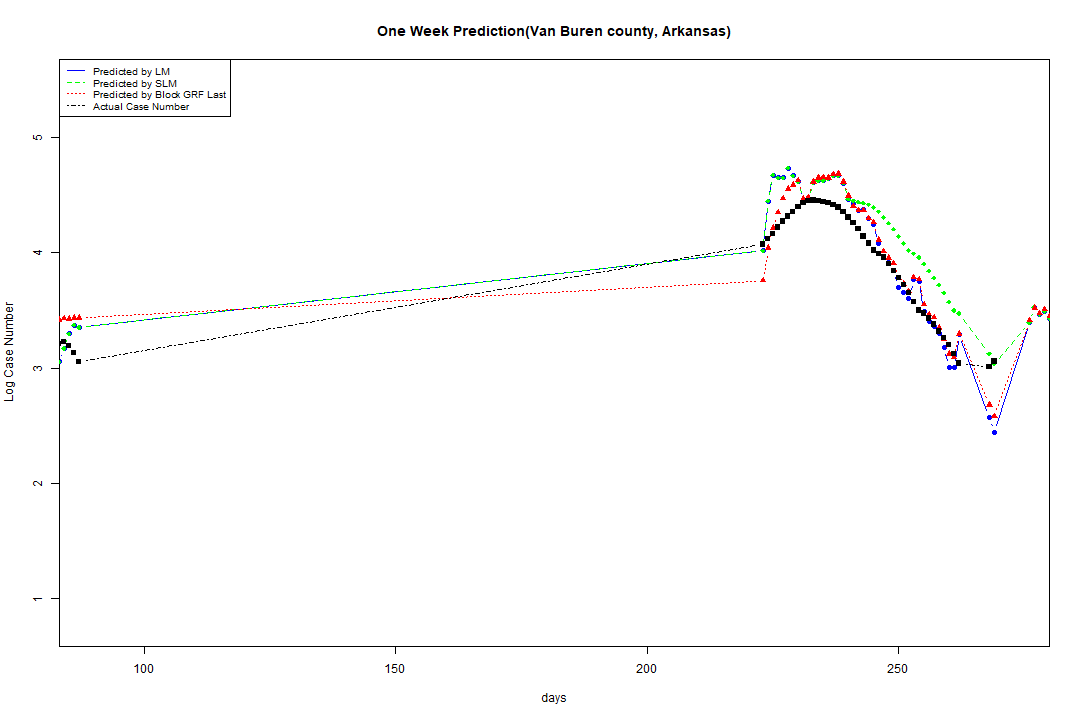 One Week Prediction(Van Buren county, Arkansas)
Predicted by LM
Predicted by SLM
Predicted by Block GRF Last
Actual Case Number
5
4
3
2
1
Log Case Number
100 150 200 250
days